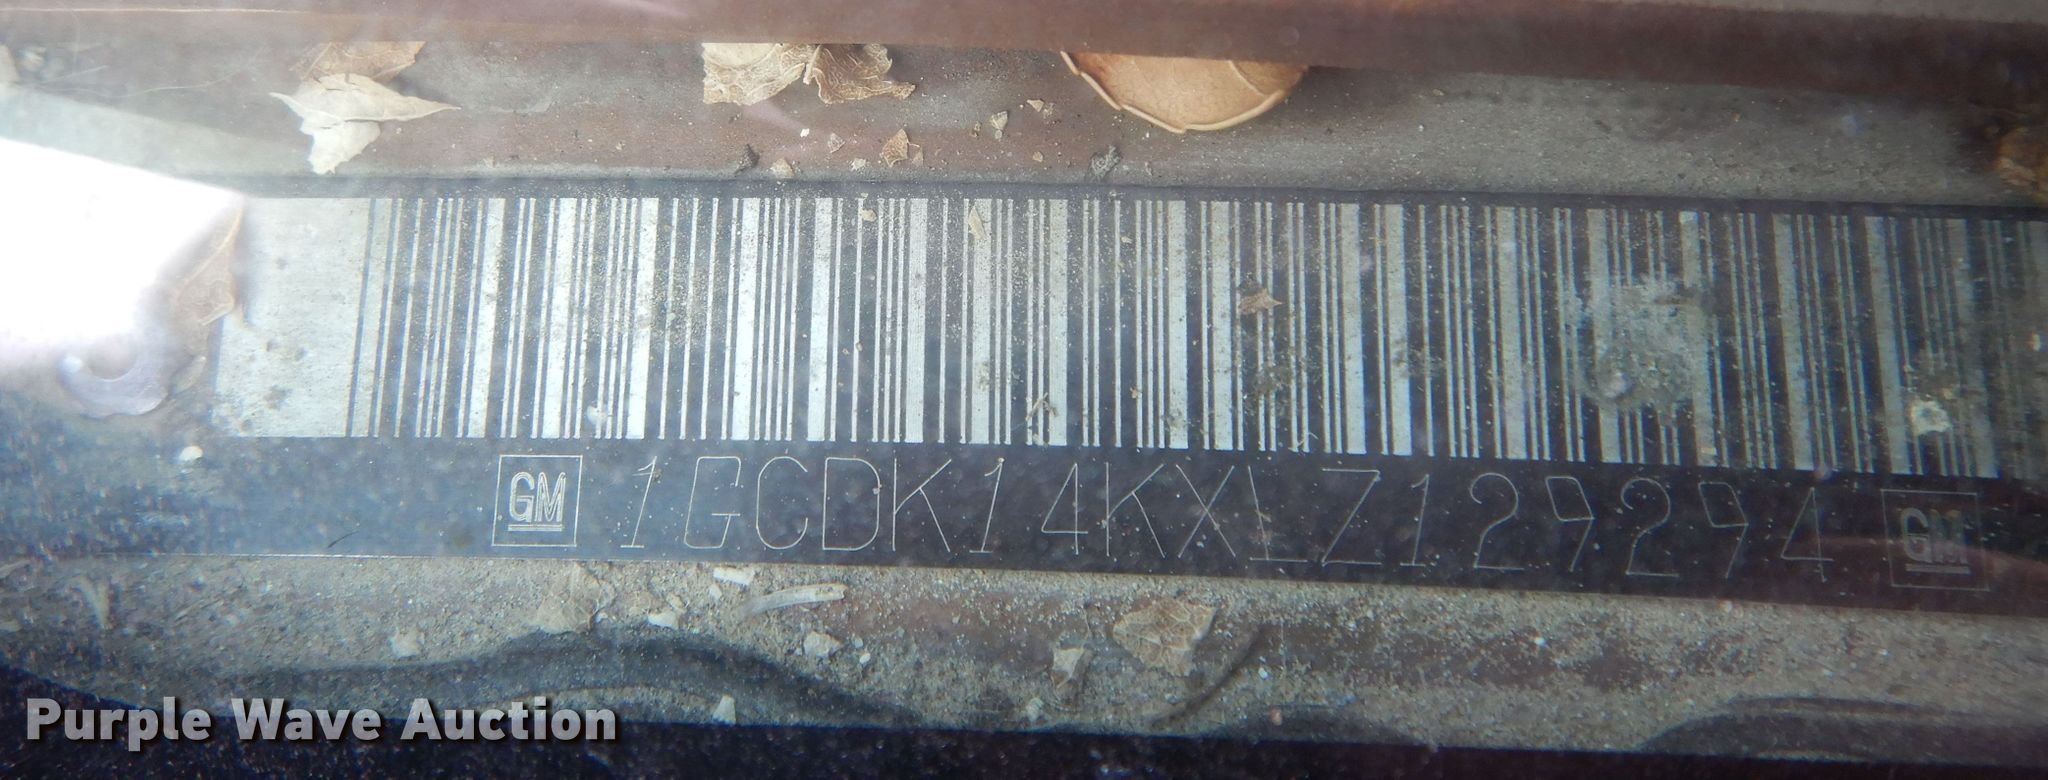 GM 1GCDK14KXLZ129294 GM
Purple Wave Auction